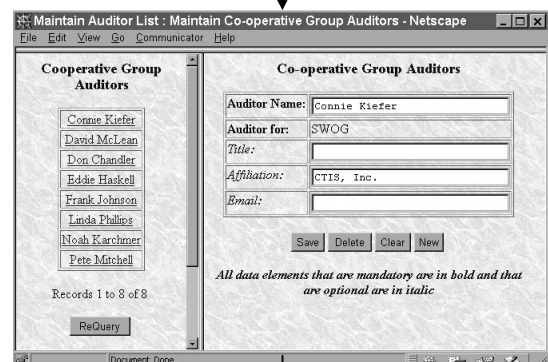 Maintain Auditor List : Maintain Co-operative Group Auditors - Netscape
File Edit View Go Communicator Help
Cooperative Group
Auditors
Connie Kiefer
David McLean
Don Chandler
Eddie Haskell
Frank Johnson
Linda Phillips
Noah Karchmer
Pete Mitchell
Records 1 to 8 of 8
ReQuery
Co-operative Group Auditors
Auditor Name: Connie Kiefer
Auditor for: SWOG
Title:
Affiliation: CTIS, Inc.
Email:
Save Delete Clear New
All data elements that are mandatory are in bold and that
are optional are in italic
Document: Done